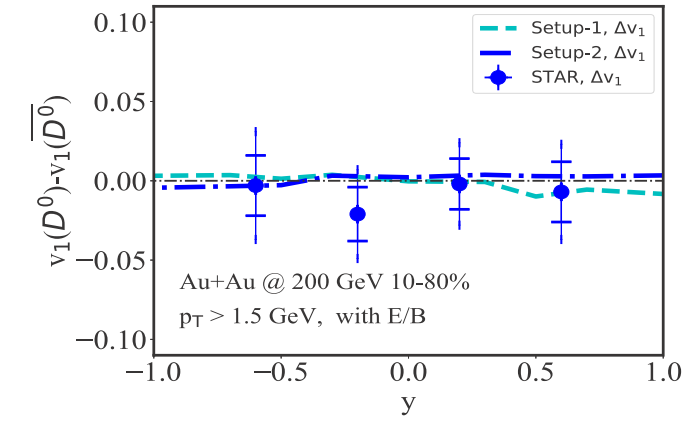 0.10
0.05
0.00
−0.05
−0.10
v₁(D⁰)-v₁(D̅⁰)
Setup-1, Δv₁
Setup-2, Δv₁
STAR, Δv₁
Au+Au @ 200 GeV 10-80%
p_T > 1.5 GeV, with E/B
−1.0 −0.5 0.0 0.5 1.0
y